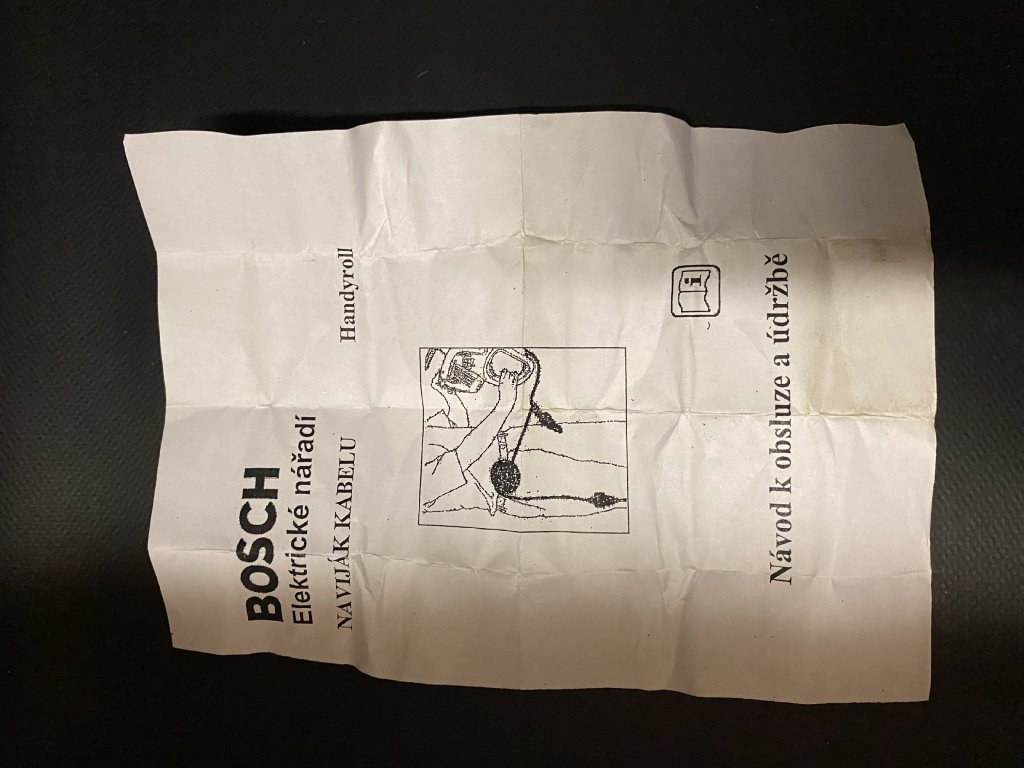 BOSCH
Elektrické nářadí
NAVIJÁK KABELU Handyroll
i
Návod k obsluze a údržbě